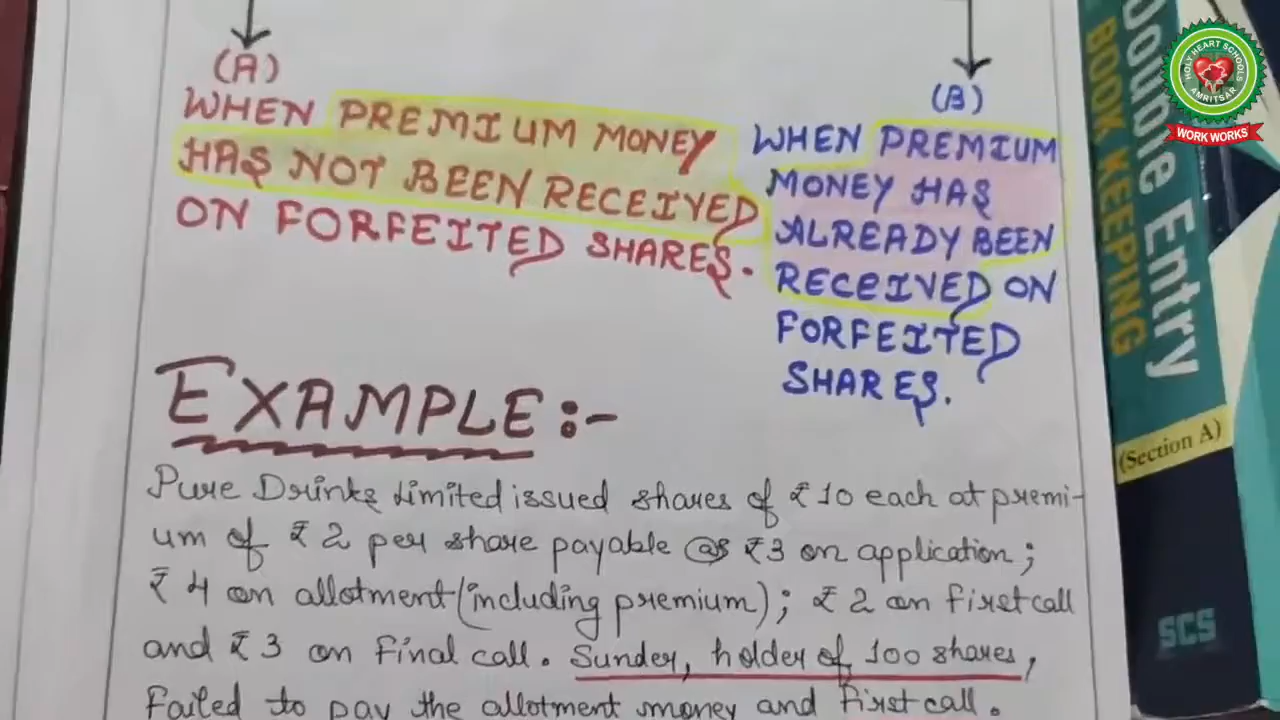 (A)
WHEN PREMIUM MONEY
HAS NOT BEEN RECEIVED
ON FORFEITED SHARES.
(B)
WHEN PREMIUM
MONEY HAS
ALREADY BEEN
RECEIVED ON
FORFEITED
SHARES.
EXAMPLE:-
Pure Drinks Limited issued shares of ₹10 each at premi-
um of ₹2 per share payable as ₹3 on application;
₹4 on allotment (including premium); ₹2 on first call
and ₹3 on final call. Sunder, holder of 100 shares,
failed to pay the allotment money and first call.
Double Entry
BOOK KEEPING
(Section A)
SCS
HOLY HEART SCHOOLS
AMRITSAR
WORK WORKS